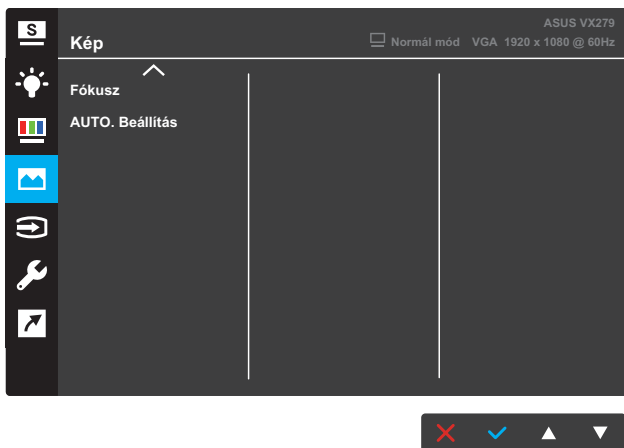 S
ASUS VX279
Kép
Normál mód VGA 1920 x 1080 @ 60Hz
Fókusz
AUTO. Beállítás